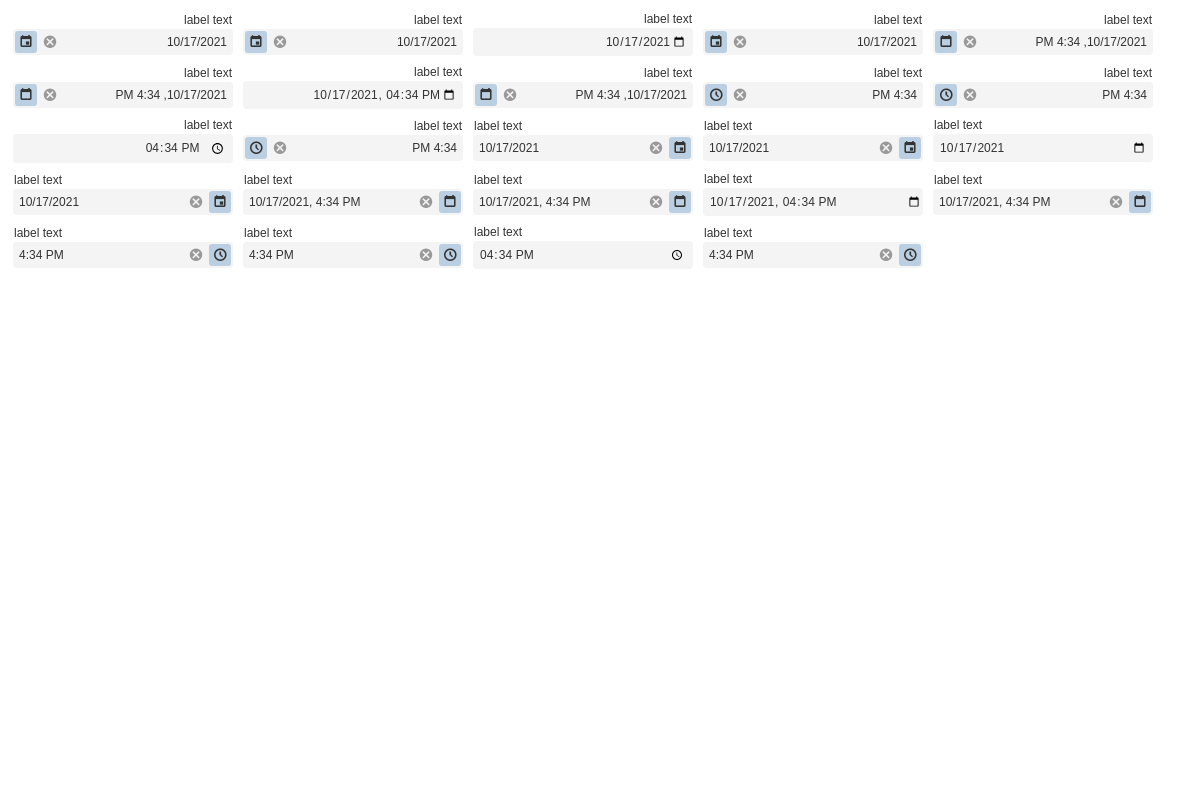 label text
label text
label text
label text
label text
10/17/2021
10/17/2021
10/17/2021
10/17/2021
PM 4:34 ,10/17/2021
label text
label text
label text
label text
label text
PM 4:34 ,10/17/2021
10/17/2021, 04:34 PM
PM 4:34 ,10/17/2021
PM 4:34
PM 4:34
label text
label text
label text
label text
label text
04:34 PM
PM 4:34
10/17/2021
10/17/2021
10/17/2021
label text
label text
label text
label text
label text
10/17/2021
10/17/2021, 4:34 PM
10/17/2021, 4:34 PM
10/17/2021, 04:34 PM
10/17/2021, 4:34 PM
label text
label text
label text
label text
4:34 PM
4:34 PM
04:34 PM
4:34 PM